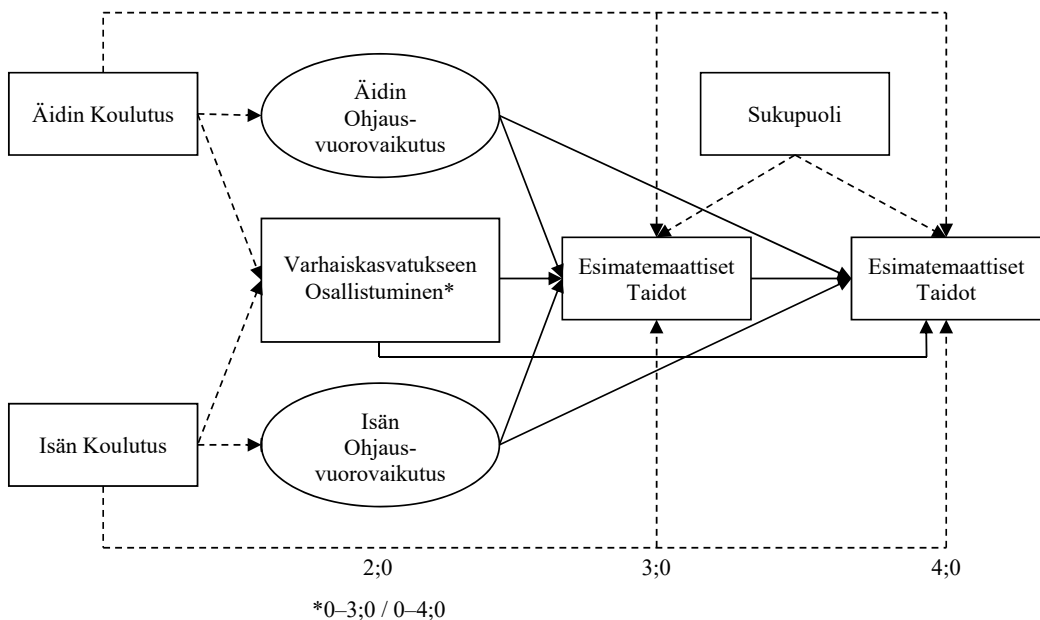 Äidin Koulutus
Äidin
Ohjaus-
vuorovaikutus
Sukupuoli
Varhaiskasvatukseen
Osallistuminen*
Esimatemaattiset
Taidot
Esimatemaattiset
Taidot
Isän Koulutus
Isän
Ohjaus-
vuorovaikutus
2;0
3;0
4;0
*0–3;0 / 0–4;0